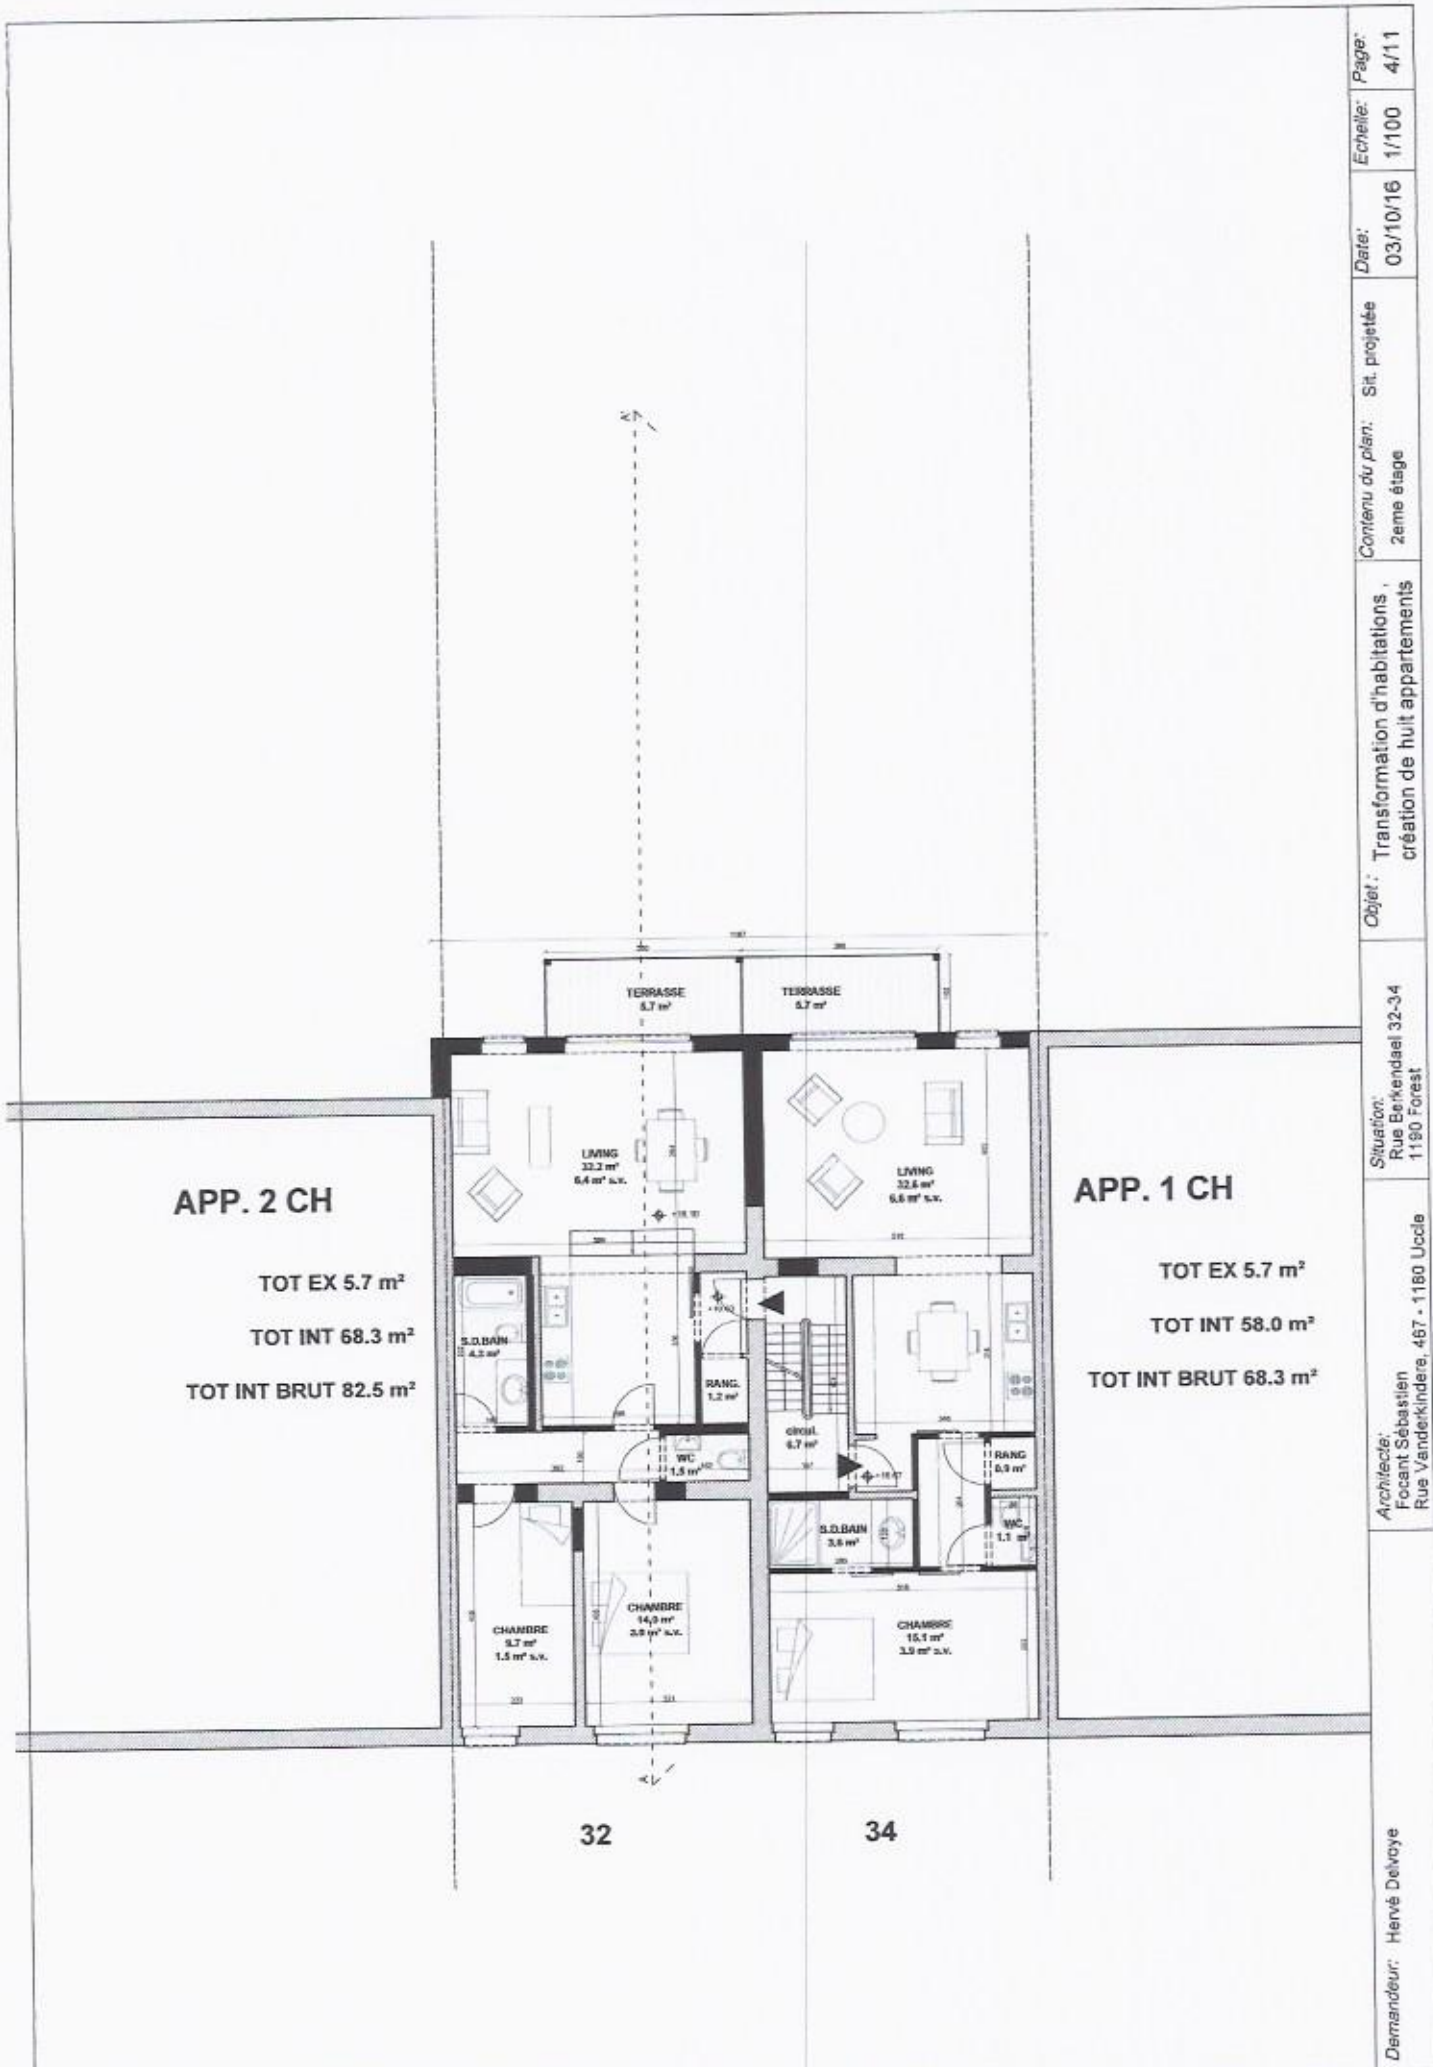 Page:
4/11
Echelle:
1/100
Date:
03/10/16
Contenu du plan: Sit. projetée
2eme étage
Objet : Transformation d'habitations ,
création de huit appartements
Situation:
Rue Berkendael 32-34
1190 Forest
Architecte:
Focant Sébastien
Rue Vanderkindere, 467 - 1180 Uccle
Demandeur: Hervé Delvoye
A'
TERRASSE
5.7 m²
TERRASSE
5.7 m²
LIVING
32.2 m²
6,4 m² s.v.
LIVING
32,6 m²
6,6 m² s.v.
APP. 2 CH
TOT EX 5.7 m²
TOT INT 68.3 m²
TOT INT BRUT 82.5 m²
APP. 1 CH
TOT EX 5.7 m²
TOT INT 58.0 m²
TOT INT BRUT 68.3 m²
S.D.BAIN
4,2 m²
RANG.
1.2 m²
circul.
6.7 m²
WC
1.5 m²
RANG
0,9 m²
WC
1.1 m²
S.D.BAIN
3,6 m²
CHAMBRE
9.7 m²
1.5 m² s.v.
CHAMBRE
14,0 m²
3.9 m² s.v.
CHAMBRE
15,1 m²
3.9 m² s.v.
A
32
34